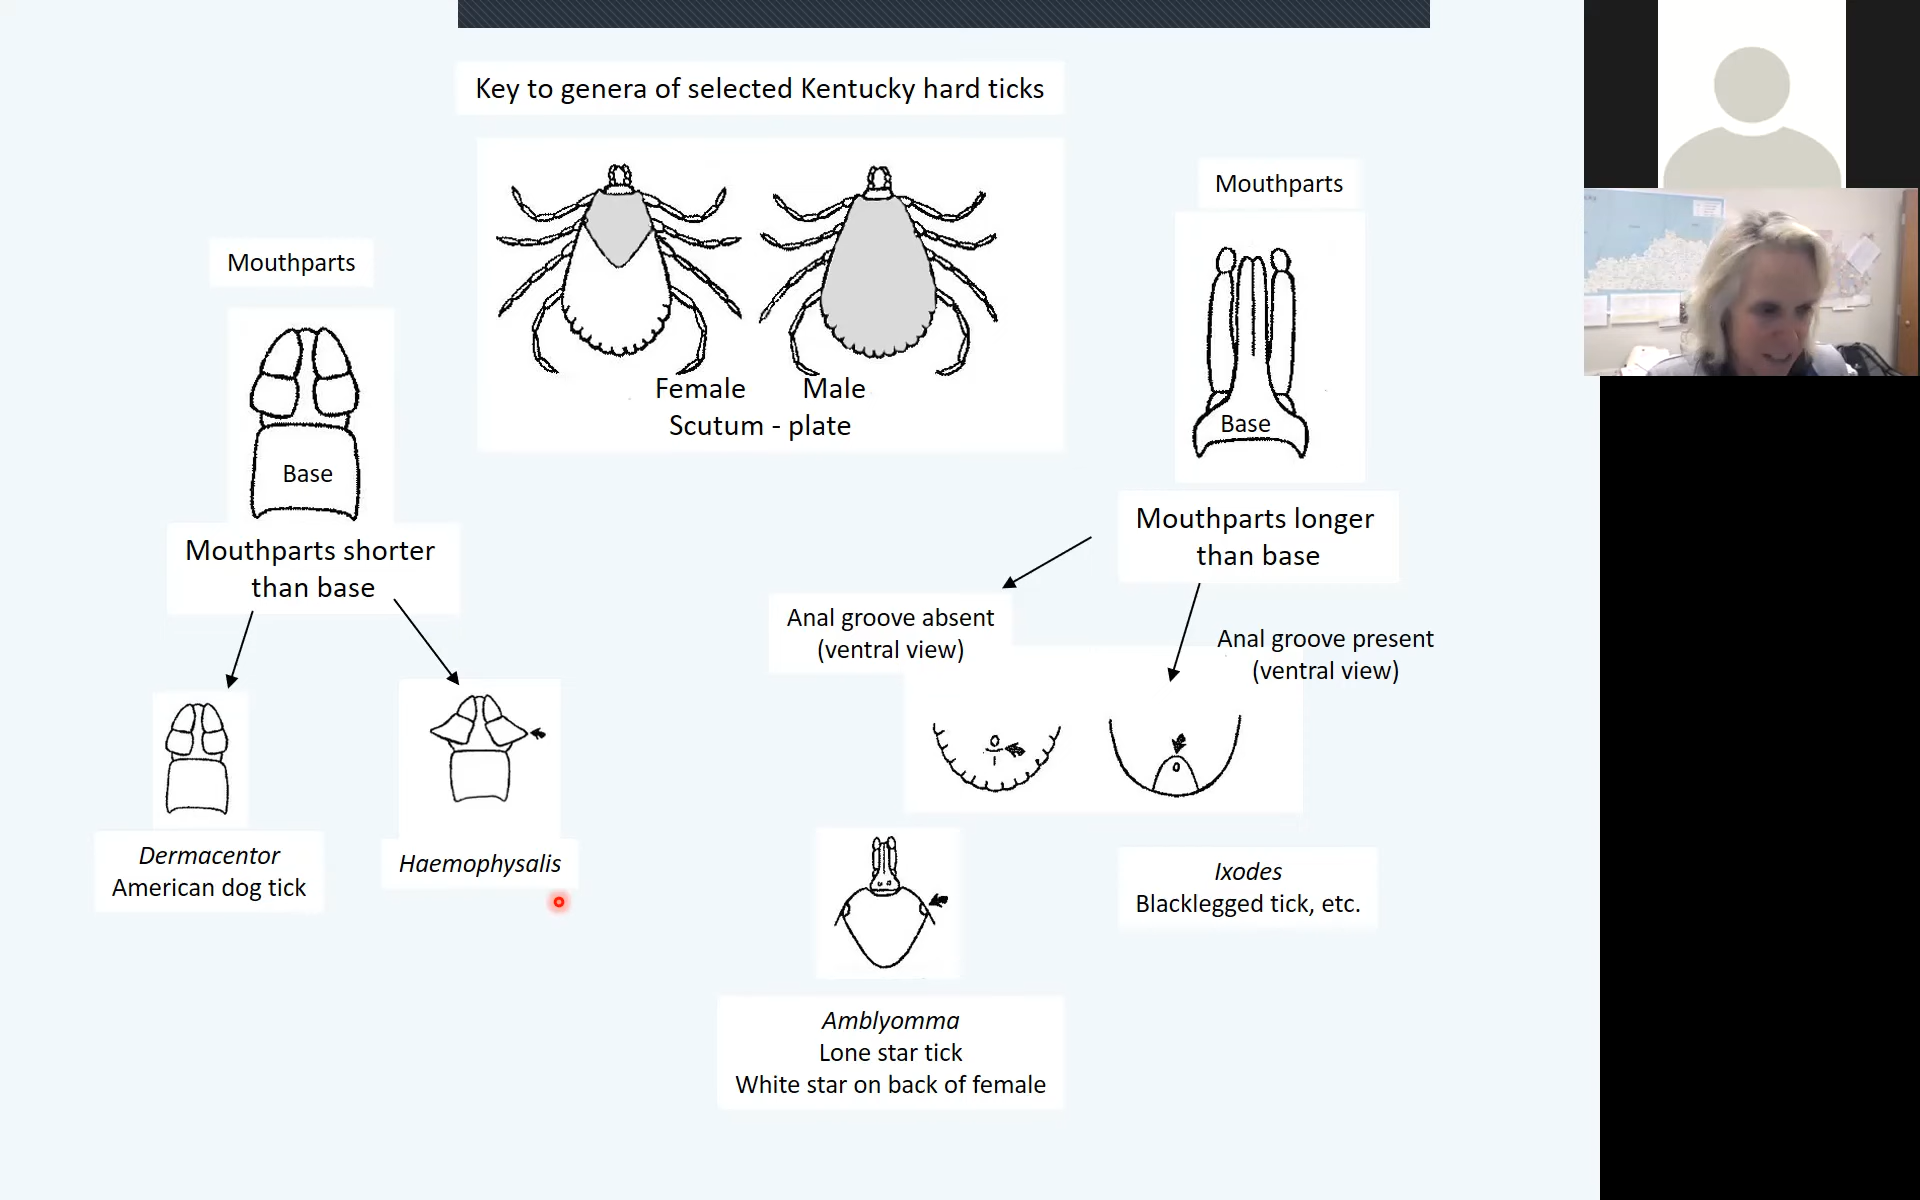 Key to genera of selected Kentucky hard ticks
Mouthparts
Base
Mouthparts shorter
than base
Female Male
Scutum - plate
Mouthparts
Base
Mouthparts longer
than base
Anal groove absent
(ventral view)
Anal groove present
(ventral view)
Dermacentor
American dog tick
Haemophysalis
Ixodes
Blacklegged tick, etc.
Amblyomma
Lone star tick
White star on back of female